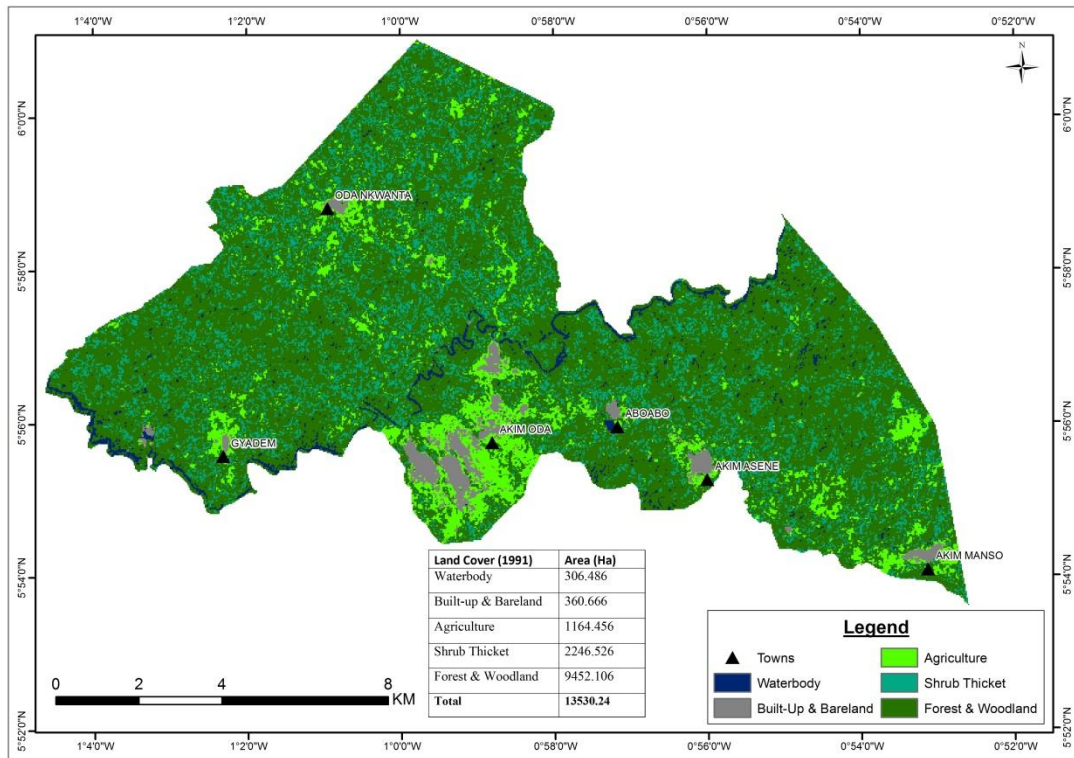 1°4'0"W 1°2'0"W 1°0'0"W 0°58'0"W 0°56'0"W 0°54'0"W 0°52'0"W
N
6°0'0"N 6°0'0"N
ODA NKWANTA
5°58'0"N 5°58'0"N
5°56'0"N 5°56'0"N
ABOABO
GYADEM
AKIM ODA
AKIM ASENE
AKIM MANSO
5°54'0"N 5°54'0"N
Land Cover (1991) Area (Ha)
Waterbody 306.486
Built-up & Bareland 360.666
Agriculture 1164.456
Shrub Thicket 2246.526
Forest & Woodland 9452.106
Total 13530.24
Legend
Towns Agriculture
Waterbody Shrub Thicket
Built-Up & Bareland Forest & Woodland
0 2 4 8
KM
5°52'0"N 5°52'0"N
1°4'0"W 1°2'0"W 1°0'0"W 0°58'0"W 0°56'0"W 0°54'0"W 0°52'0"W